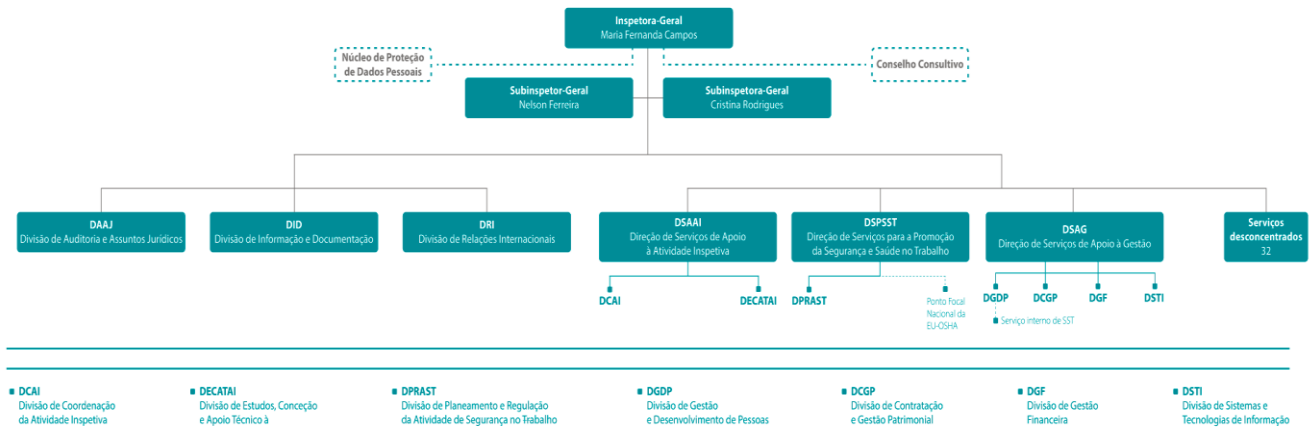 Inspetora-Geral
Maria Fernanda Campos
Núcleo de Proteção
de Dados Pessoais
Conselho Consultivo
Subinspetor-Geral
Nelson Ferreira
Subinspetora-Geral
Cristina Rodrigues
DAAJ
Divisão de Auditoria e Assuntos Jurídicos
DID
Divisão de Informação e Documentação
DRI
Divisão de Relações Internacionais
DSAAI
Direção de Serviços de Apoio
à Atividade Inspetiva
DSPSST
Direção de Serviços para a Promoção
da Segurança e Saúde no Trabalho
DSAG
Direção de Serviços de Apoio à Gestão
Serviços
desconcentrados
32
DCAI
DECATAI
DPRAST
Ponto Focal
Nacional da
EU-OSHA
DGDP
DCGP
DGF
DSTI
Serviço interno de SST
DCAI
Divisão de Coordenação
da Atividade Inspetiva
DECATAI
Divisão de Estudos, Conceção
e Apoio Técnico à
DPRAST
Divisão de Planeamento e Regulação
da Atividade de Segurança no Trabalho
DGDP
Divisão de Gestão
e Desenvolvimento de Pessoas
DCGP
Divisão de Contratação
e Gestão Patrimonial
DGF
Divisão de Gestão
Financeira
DSTI
Divisão de Sistemas e
Tecnologias de Informação